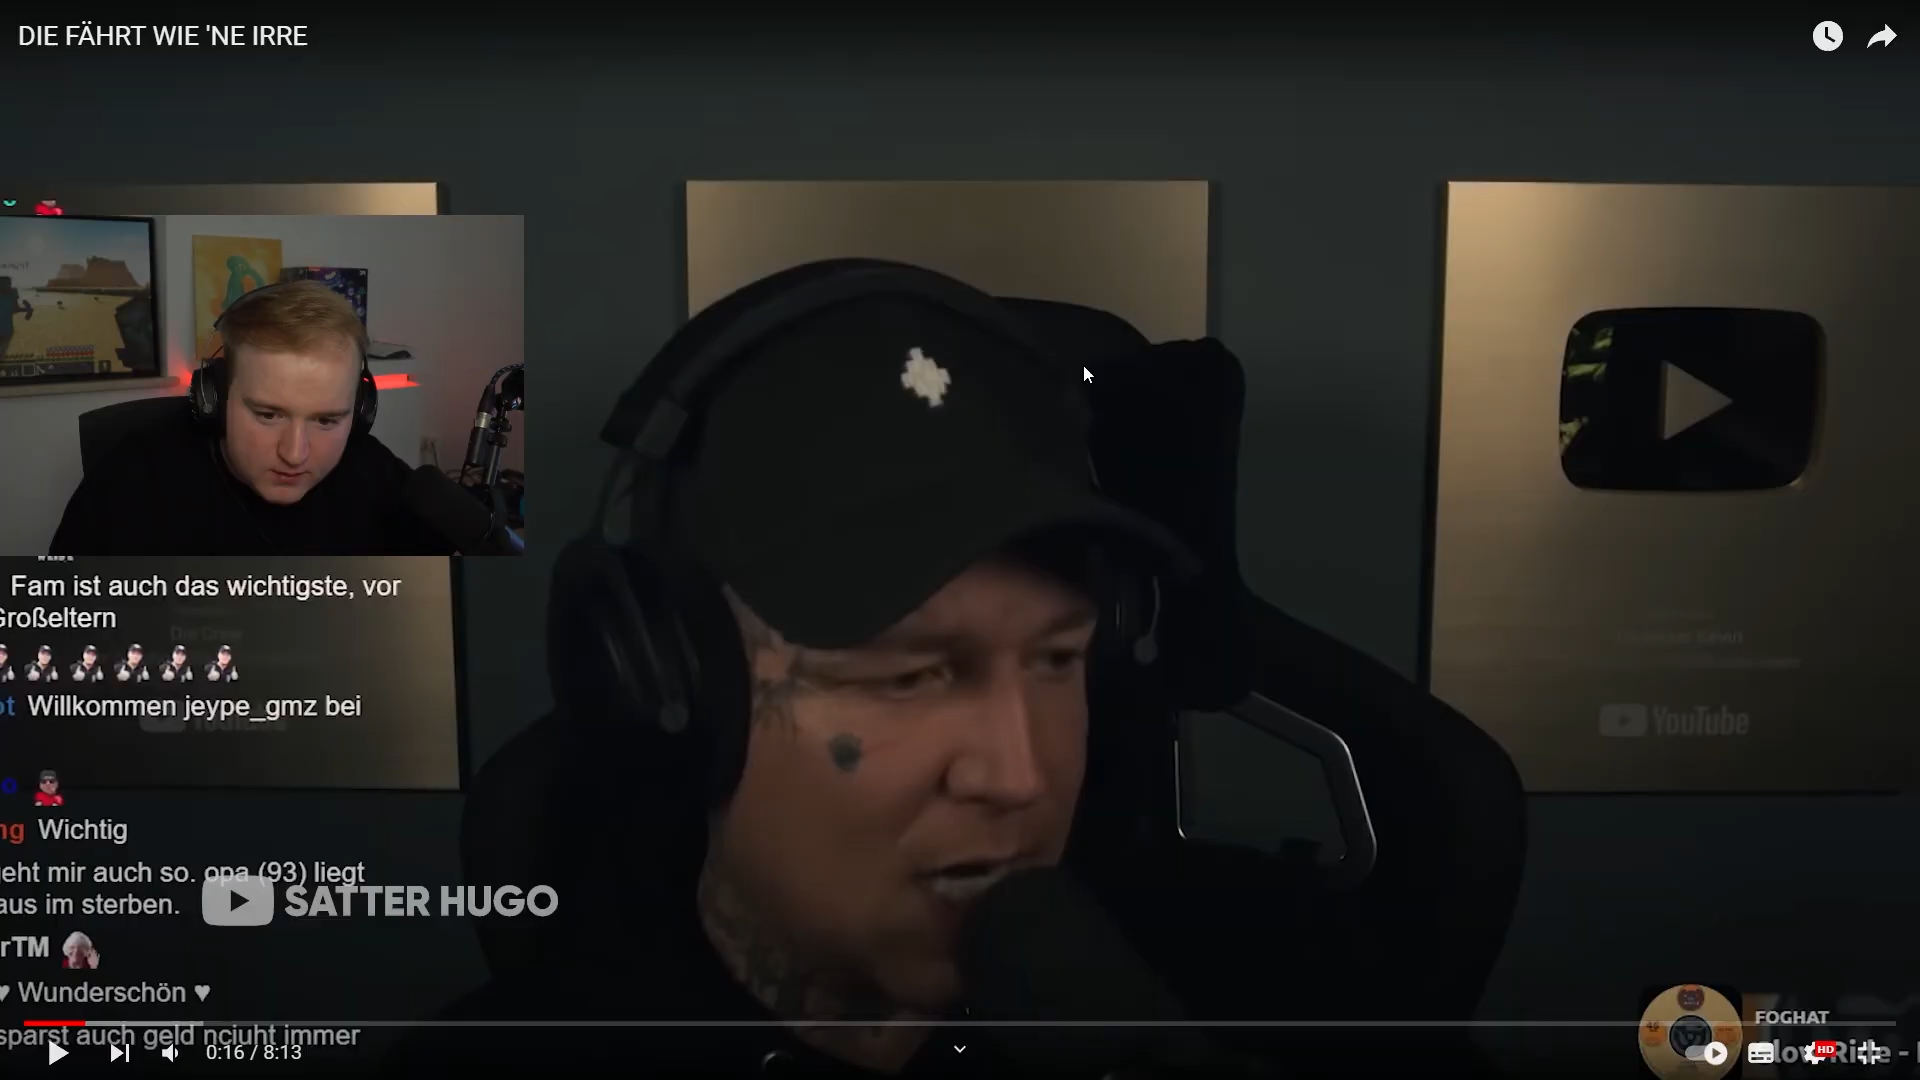 DIE FÄHRT WIE 'NE IRRE
Fam ist auch das wichtigste, vor
Großeltern
Willkommen jeype_gmz bei
Wichtig
geht mir auch so. opa (93) liegt
aus im sterben.
SATTER HUGO
rTM
♥ Wunderschön ♥
sparst auch geld nciuht immer
YouTube
FOGHAT
0:16 / 8:13
HD